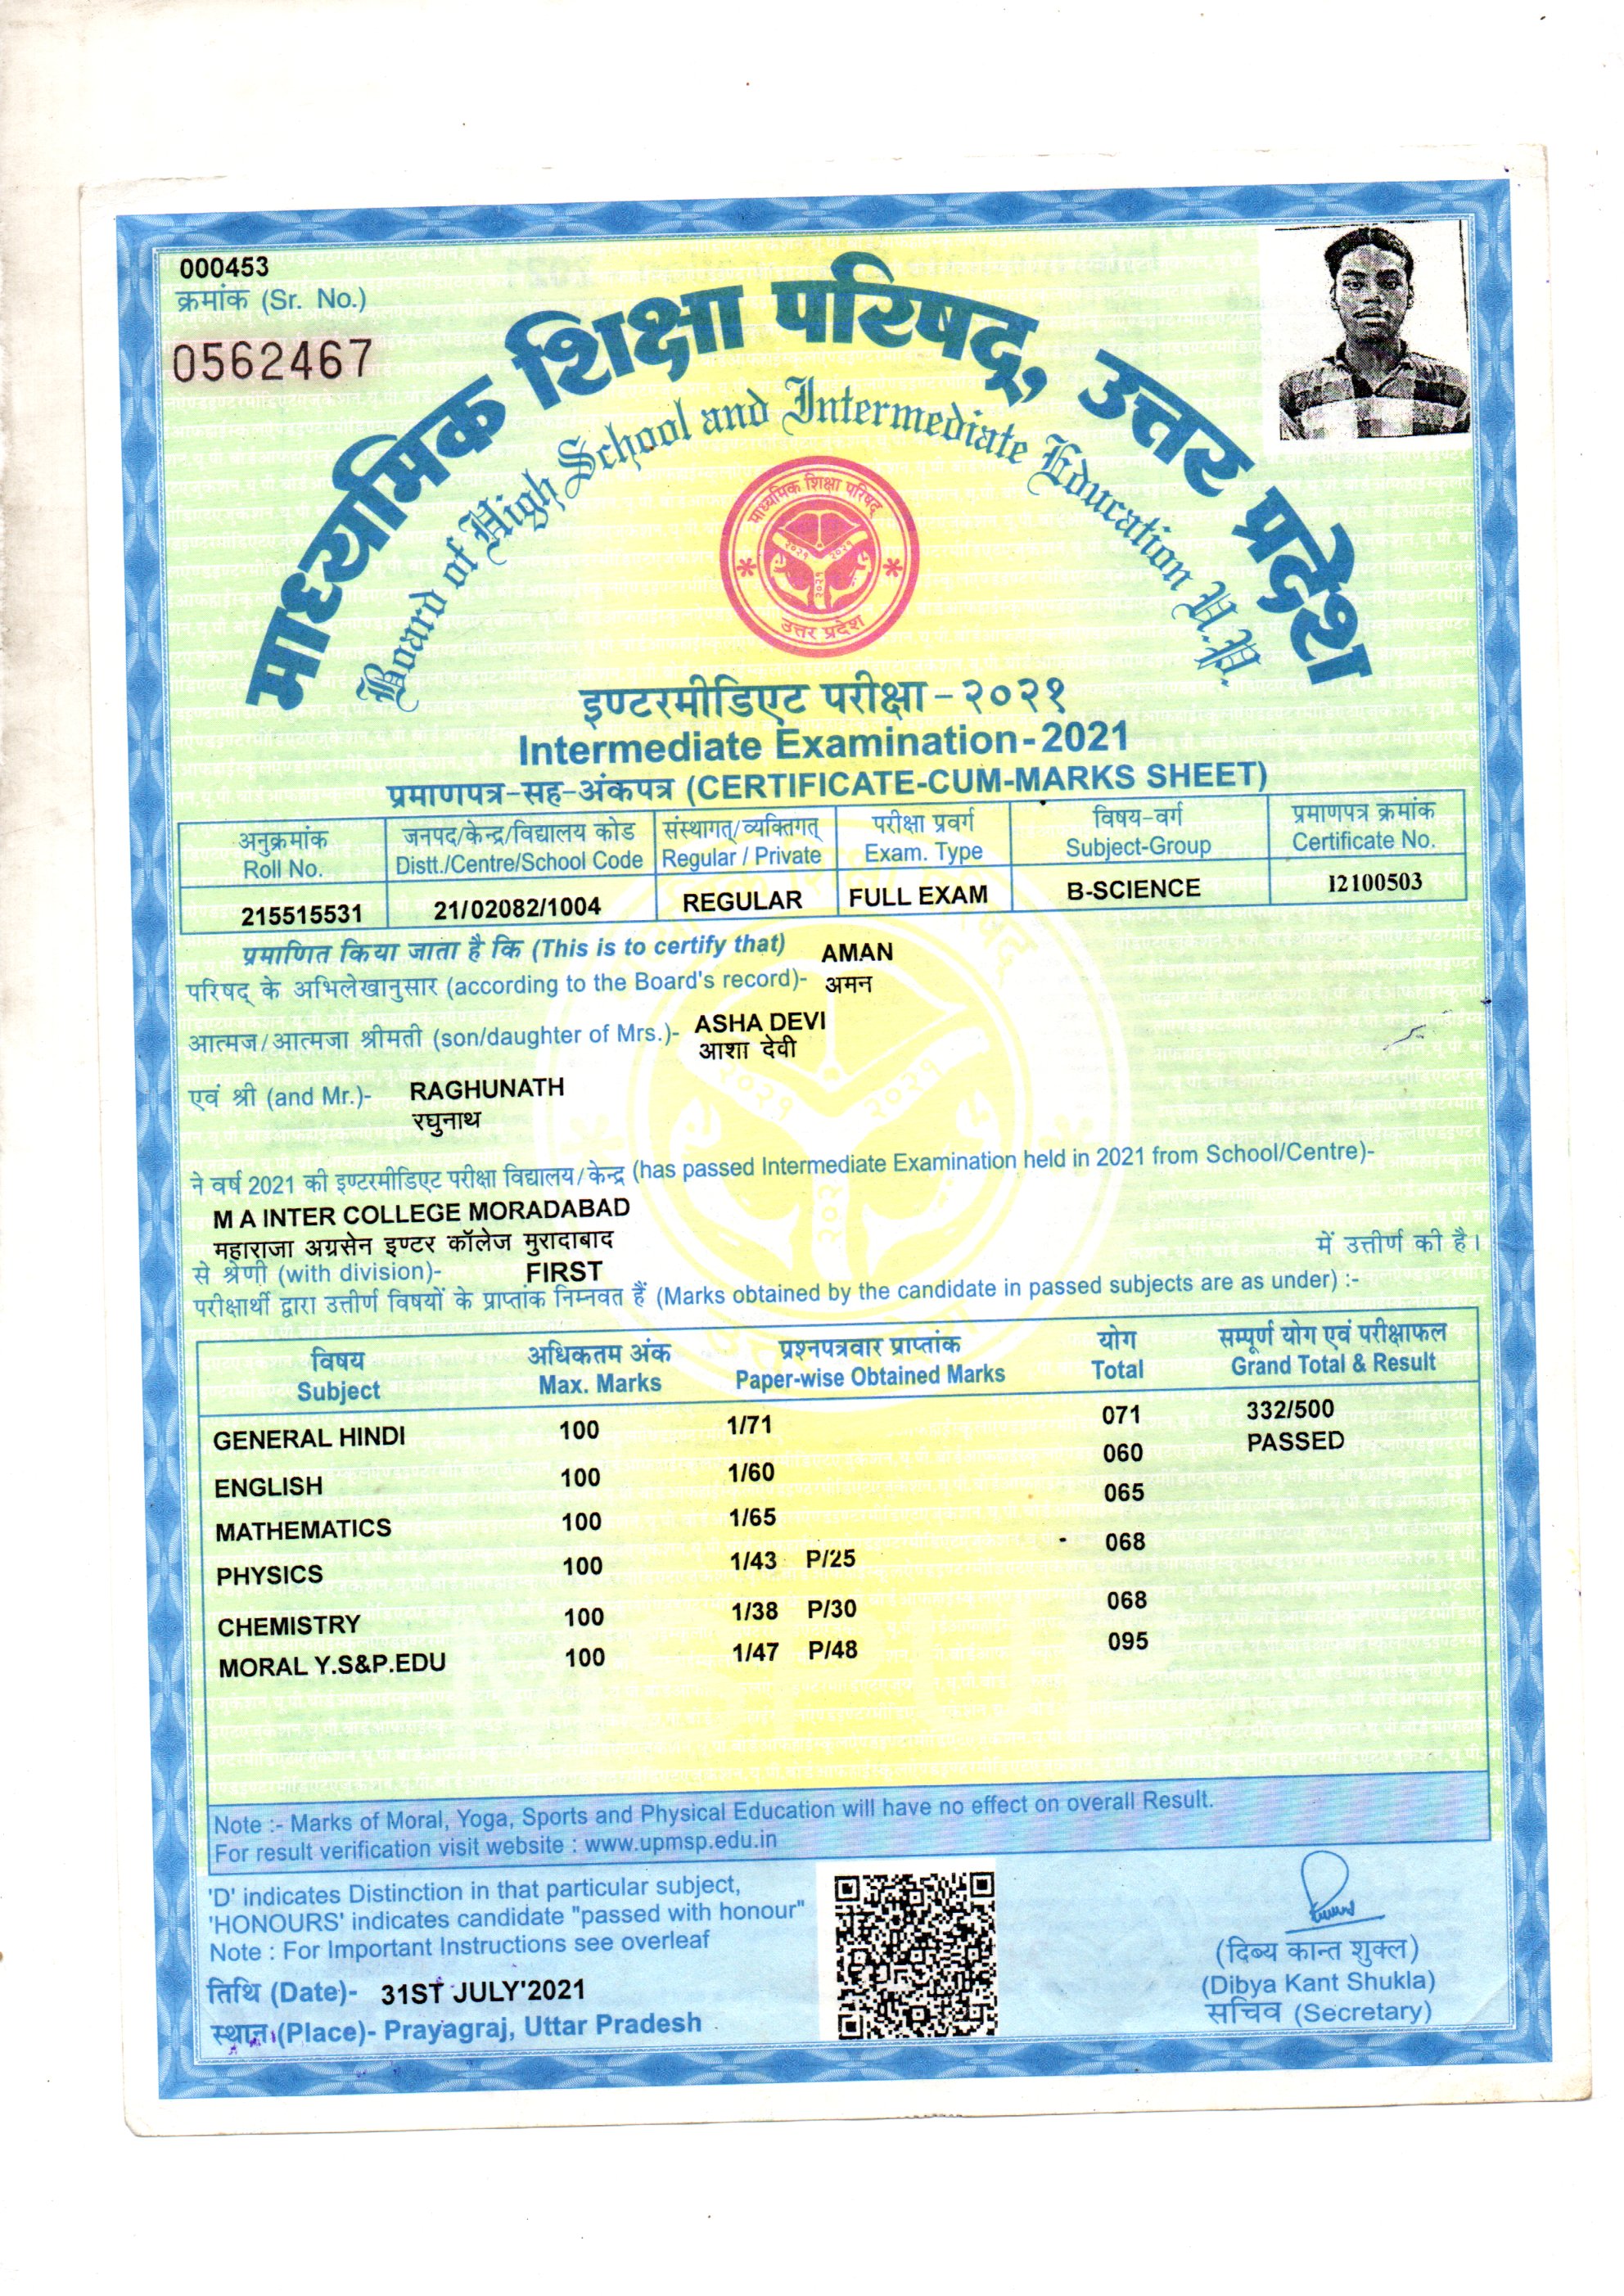 000453
क्रमांक (Sr. No.)
0562467
माध्यमिक शिक्षा परिषद्, उत्तर प्रदेश
Board of High School and Intermediate Education U.P.
माध्यमिक शिक्षा परिषद्
२०२१ २०२१
२०२१
उत्तर प्रदेश
इण्टरमीडिएट परीक्षा - २०२१
Intermediate Examination - 2021
प्रमाणपत्र-सह-अंकपत्र (CERTIFICATE-CUM-MARKS SHEET)
अनुक्रमांक जनपद/केन्द्र/विद्यालय कोड संस्थागत्/व्यक्तिगत् परीक्षा प्रवर्ग विषय-वर्ग प्रमाणपत्र क्रमांक
Roll No. Distt./Centre/School Code Regular / Private Exam. Type Subject-Group Certificate No.
215515531 21/02082/1004 REGULAR FULL EXAM B-SCIENCE I2100503
प्रमाणित किया जाता है कि (This is to certify that) AMAN
परिषद् के अभिलेखानुसार (according to the Board's record)- अमन
आत्मज/आत्मजा श्रीमती (son/daughter of Mrs.)- ASHA DEVI
आशा देवी
एवं श्री (and Mr.)- RAGHUNATH
रघुनाथ
ने वर्ष 2021 की इण्टरमीडिएट परीक्षा विद्यालय/केन्द्र (has passed Intermediate Examination held in 2021 from School/Centre)-
M A INTER COLLEGE MORADABAD
महाराजा अग्रसेन इण्टर कॉलेज मुरादाबाद में उत्तीर्ण की है।
से श्रेणी (with division)- FIRST
परीक्षार्थी द्वारा उत्तीर्ण विषयों के प्राप्तांक निम्नवत हैं (Marks obtained by the candidate in passed subjects are as under) :-
विषय अधिकतम अंक प्रश्नपत्रवार प्राप्तांक योग सम्पूर्ण योग एवं परीक्षाफल
Subject Max. Marks Paper-wise Obtained Marks Total Grand Total & Result
GENERAL HINDI 100 1/71 071 332/500
PASSED
ENGLISH 100 1/60 060
MATHEMATICS 100 1/65 065
PHYSICS 100 1/43 P/25 068
CHEMISTRY 100 1/38 P/30 068
MORAL Y.S&P.EDU 100 1/47 P/48 095
Note :- Marks of Moral, Yoga, Sports and Physical Education will have no effect on overall Result.
For result verification visit website : www.upmsp.edu.in
'D' indicates Distinction in that particular subject,
'HONOURS' indicates candidate "passed with honour"
Note : For Important Instructions see overleaf
तिथि (Date)- 31ST JULY'2021
स्थान (Place)- Prayagraj, Uttar Pradesh
(दिब्य कान्त शुक्ल)
(Dibya Kant Shukla)
सचिव (Secretary)